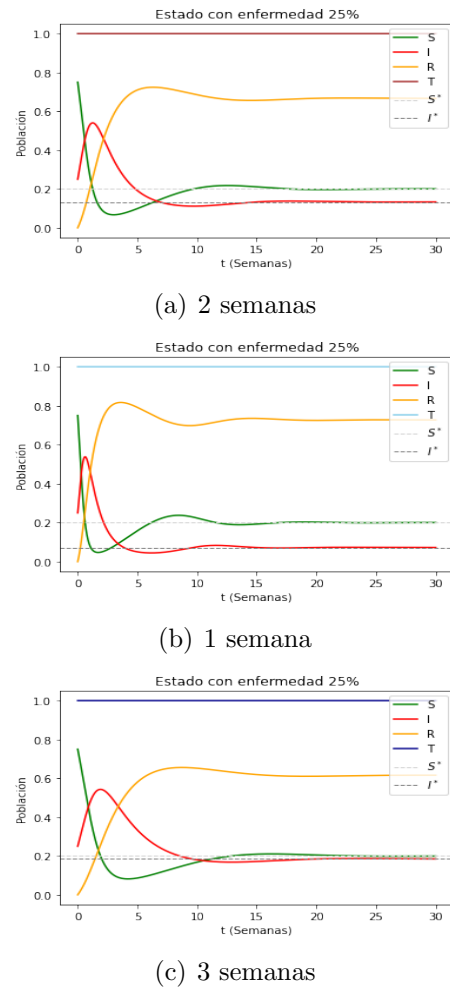 Estado con enfermedad 25%
1.0
0.8
0.6
0.4
0.2
0.0
Población
S
I
R
T
S*
I*
0 5 10 15 20 25 30
t (Semanas)
(a) 2 semanas
Estado con enfermedad 25%
1.0
0.8
0.6
0.4
0.2
0.0
Población
S
I
R
T
S*
I*
0 5 10 15 20 25 30
t (Semanas)
(b) 1 semana
Estado con enfermedad 25%
1.0
0.8
0.6
0.4
0.2
0.0
Población
S
I
R
T
S*
I*
0 5 10 15 20 25 30
t (Semanas)
(c) 3 semanas